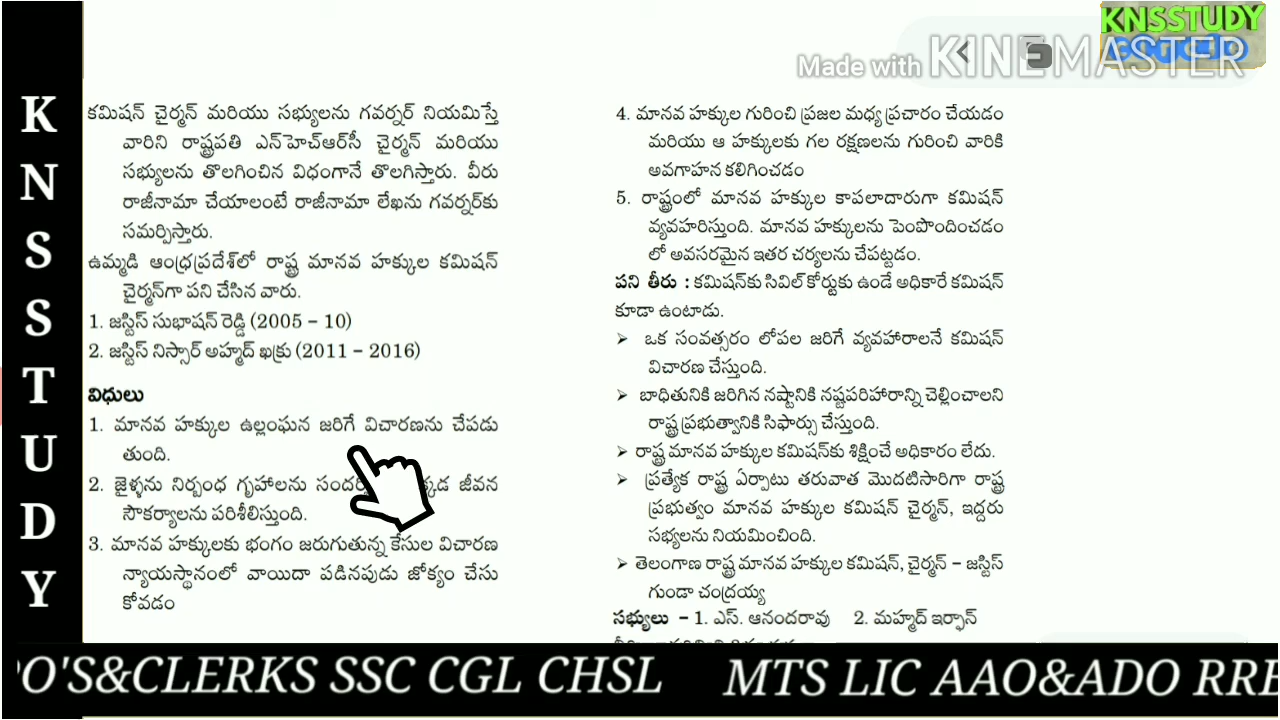 KNSSTUDY
Made with KINEMASTER
K
N
S
S
T
U
D
Y
కమిషన్ చైర్మన్ మరియు సభ్యులను గవర్నర్ నియమిస్తే
వారిని రాష్ట్రపతి ఎన్‌హెచ్‌ఆర్‌సీ చైర్మన్ మరియు
సభ్యులను తొలగించిన విధంగానే తొలగిస్తారు. వీరు
రాజీనామా చేయాలంటే రాజీనామా లేఖను గవర్నర్‌కు
సమర్పిస్తారు.
ఉమ్మడి ఆంధ్రప్రదేశ్‌లో రాష్ట్ర మానవ హక్కుల కమిషన్
చైర్మన్‌గా పని చేసిన వారు.
1. జస్టిస్ సుభాషన్ రెడ్డి (2005 – 10)
2. జస్టిస్ నిస్సార్ అహ్మద్ ఖక్రు (2011 – 2016)
విధులు
1. మానవ హక్కుల ఉల్లంఘన జరిగే విచారణను చేపడు
తుంది.
2. జైళ్ళను నిర్బంధ గృహాలను జీవన
సౌకర్యాలను పరిశీలిస్తుంది.
3. మానవ హక్కులకు భంగం జరుగుతున్న కేసుల విచారణ
న్యాయస్థానంలో వాయిదా పడినపుడు జోక్యం చేసు
కోవడం
4. మానవ హక్కుల గురించి ప్రజల మధ్య ప్రచారం చేయడం
మరియు ఆ హక్కులకు గల రక్షణలను గురించి వారికి
అవగాహన కలిగించడం
5. రాష్ట్రంలో మానవ హక్కుల కాపలాదారుగా కమిషన్
వ్యవహరిస్తుంది. మానవ హక్కులను పెంపొందించడం
లో అవసరమైన ఇతర చర్యలను చేపట్టడం.
పని తీరు : కమిషన్‌కు సివిల్ కోర్టుకు ఉండే అధికారే కమిషన్
కూడా ఉంటాడు.
➢ ఒక సంవత్సరం లోపల జరిగే వ్యవహారాలనే కమిషన్
విచారణ చేస్తుంది.
➢ బాధితునికి జరిగిన నష్టానికి నష్టపరిహారాన్ని చెల్లించాలని
రాష్ట్ర ప్రభుత్వానికి సిఫార్సు చేస్తుంది.
➢ రాష్ట్ర మానవ హక్కుల కమిషన్‌కు శిక్షించే అధికారం లేదు.
➢ ప్రత్యేక రాష్ట్ర ఏర్పాటు తరువాత మొదటిసారిగా రాష్ట్ర
ప్రభుత్వం మానవ హక్కుల కమిషన్ చైర్మన్, ఇద్దరు
సభ్యులను నియమించింది.
➢ తెలంగాణ రాష్ట్ర మానవ హక్కుల కమిషన్, చైర్మన్ – జస్టిస్
గుండా చంద్రయ్య
సభ్యులు – 1. ఎస్. ఆనందరావు 2. మహ్మద్ ఇర్ఫాన్
PO'S&CLERKS SSC CGL CHSL MTS LIC AAO&ADO RRB